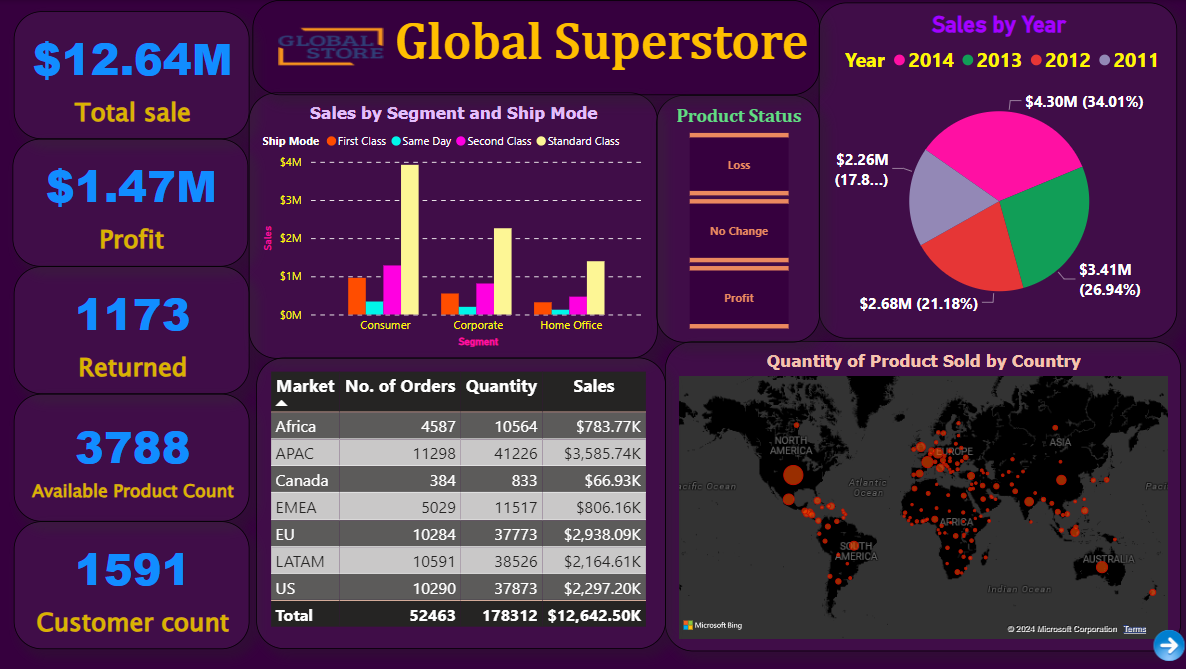 $12.64M
Total sale
$1.47M
Profit
1173
Returned
3788
Available Product Count
1591
Customer count
GLOBAL
STORE
Global Superstore
Sales by Segment and Ship Mode
Ship Mode First Class Same Day Second Class Standard Class
$4M
$3M
$2M
$1M
$0M
Sales
Consumer Corporate Home Office
Segment
Product Status
Loss
No Change
Profit
Sales by Year
Year 2014 2013 2012 2011
$4.30M (34.01%)
$2.26M
(17.8...)
$3.41M
(26.94%)
$2.68M (21.18%)
Market No. of Orders Quantity Sales
Africa 4587 10564 $783.77K
APAC 11298 41226 $3,585.74K
Canada 384 833 $66.93K
EMEA 5029 11517 $806.16K
EU 10284 37773 $2,938.09K
LATAM 10591 38526 $2,164.61K
US 10290 37873 $2,297.20K
Total 52463 178312 $12,642.50K
Quantity of Product Sold by Country
NORTH
AMERICA
EUROPE
ASIA
acific Ocean
Atlantic
Ocean
Paci
AFRICA
SOUTH
AMERICA
AUSTRALIA
Indian Ocean
Microsoft Bing
© 2024 Microsoft Corporation Terms